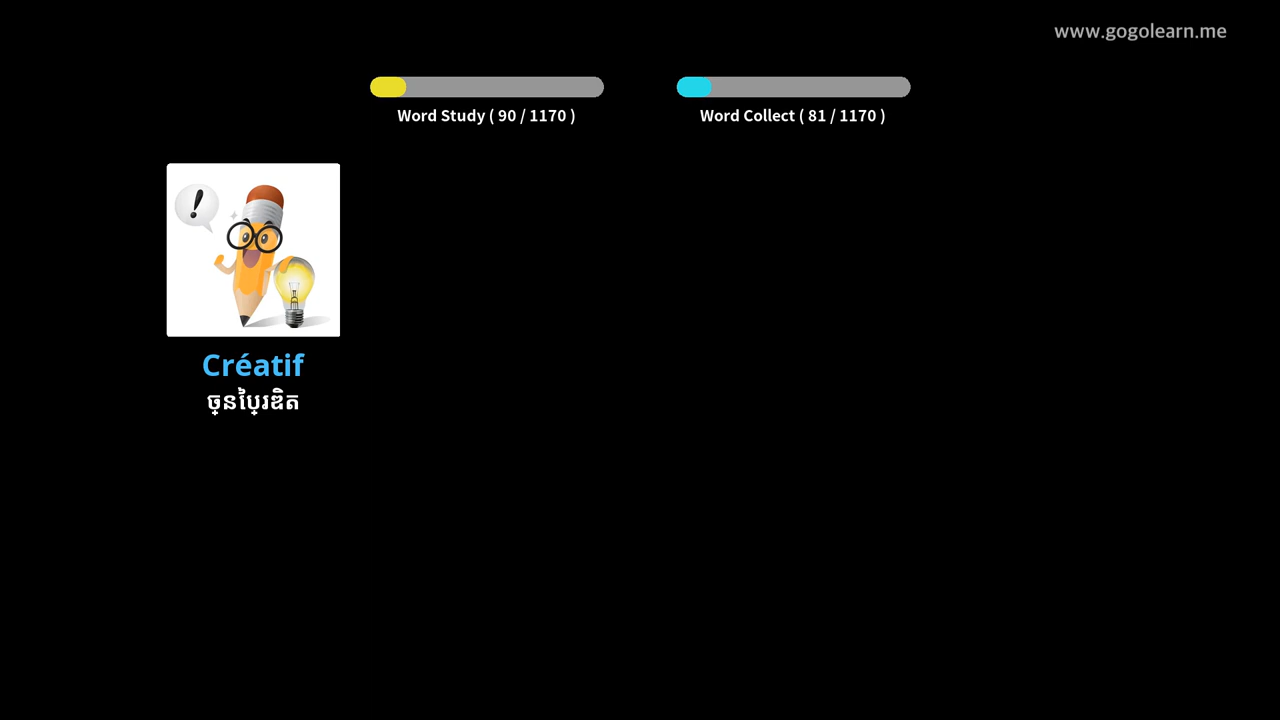 www.gogolearn.me
Word Study ( 90 / 1170 )
Word Collect ( 81 / 1170 )
!
Créatif
ច្នប្រៃឌិត